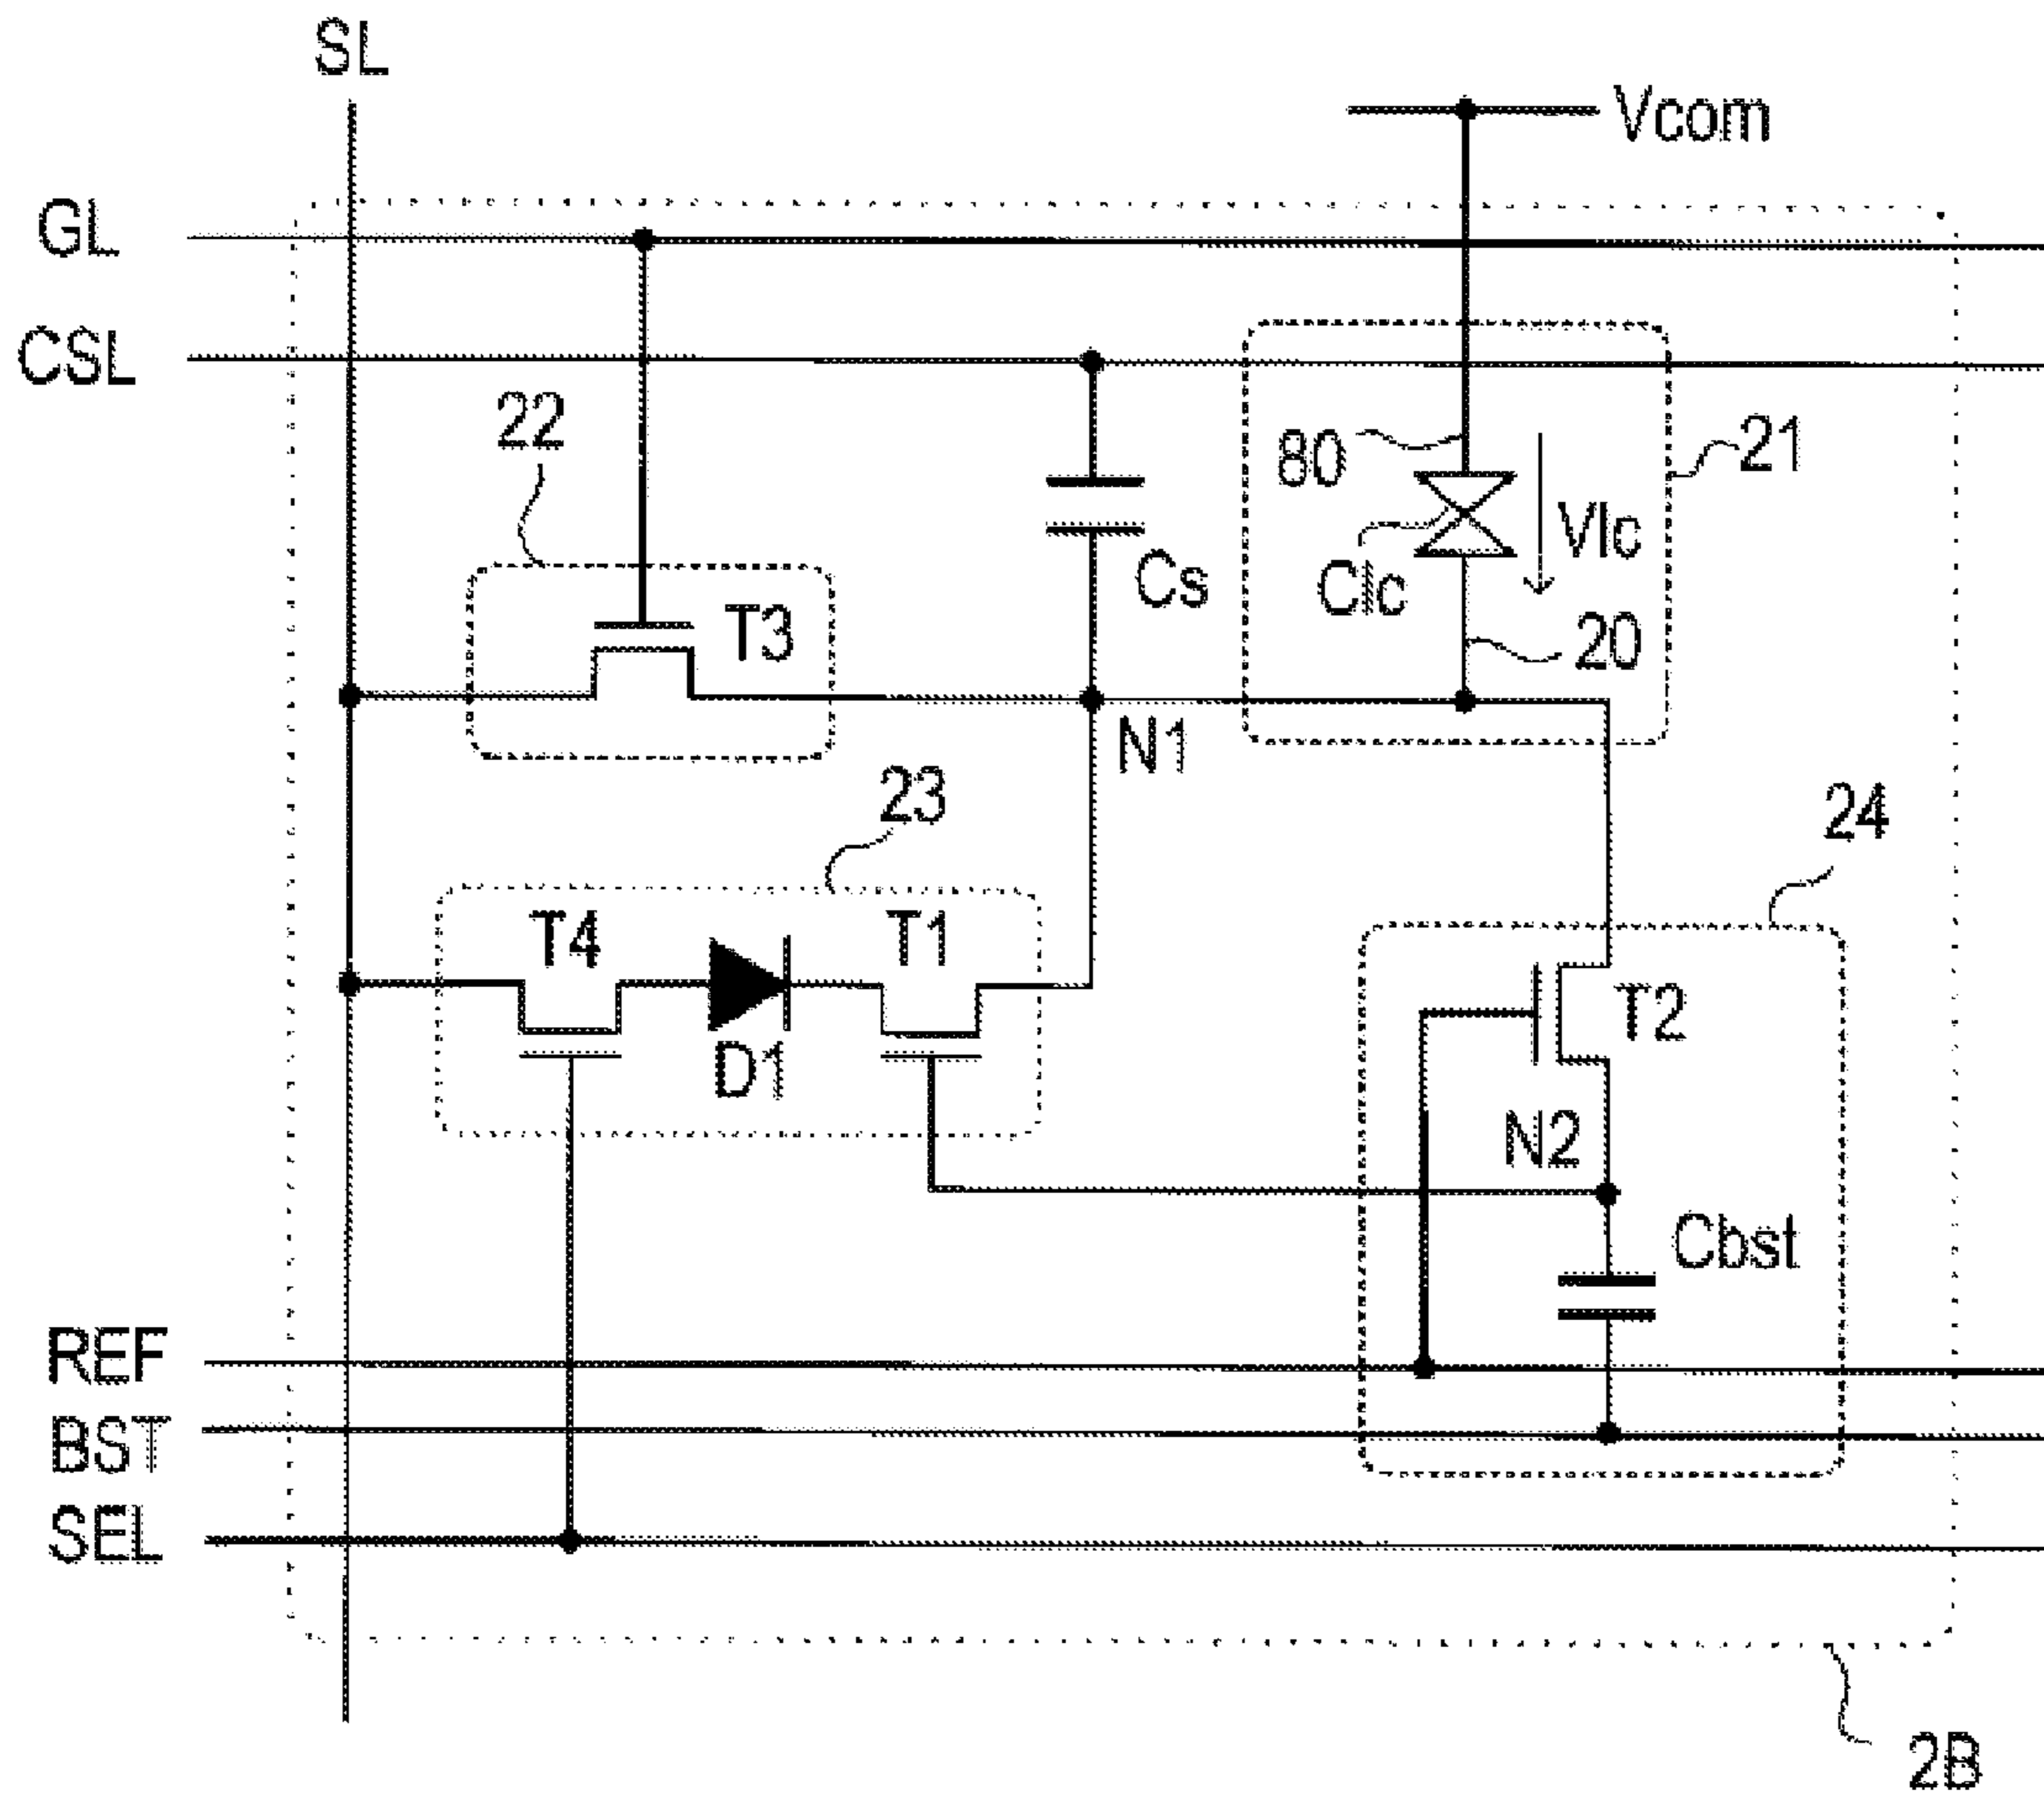 SL
Vcom
GL
CSL
22
80
21
Vlc
Cs
Clc
T3
20
N1
23
24
T4
T1
T2
D1
N2
Cbst
REF
BST
SEL
2B